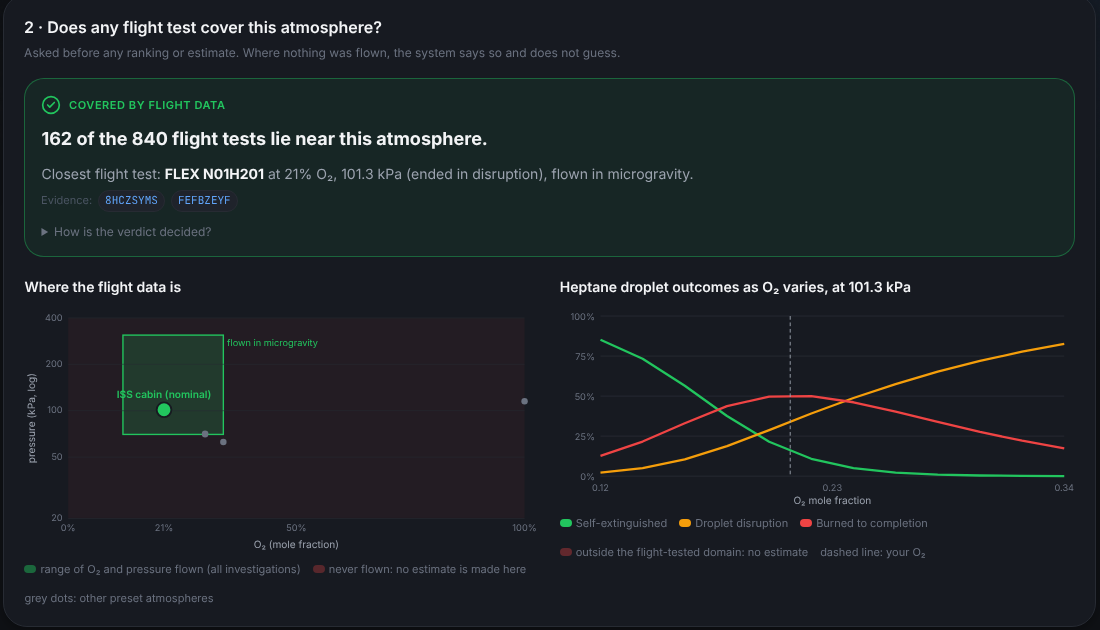 2 · Does any flight test cover this atmosphere?
Asked before any ranking or estimate. Where nothing was flown, the system says so and does not guess.
COVERED BY FLIGHT DATA
162 of the 840 flight tests lie near this atmosphere.
Closest flight test: FLEX N01H201 at 21% O₂, 101.3 kPa (ended in disruption), flown in microgravity.
Evidence: 8HCZSYMS FEFBZEYF
▶ How is the verdict decided?
Where the flight data is
400
200
100
50
20
pressure (kPa, log)
flown in microgravity
ISS cabin (nominal)
0% 21% 50% 100%
O₂ (mole fraction)
range of O₂ and pressure flown (all investigations) never flown: no estimate is made here
grey dots: other preset atmospheres
Heptane droplet outcomes as O₂ varies, at 101.3 kPa
100%
75%
50%
25%
0%
0.12 0.23 0.34
O₂ mole fraction
Self-extinguished Droplet disruption Burned to completion
outside the flight-tested domain: no estimate dashed line: your O₂